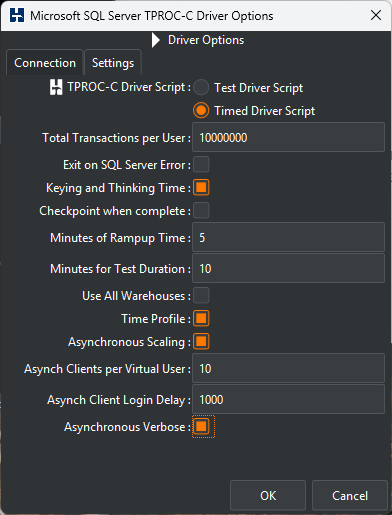 Microsoft SQL Server TPROC-C Driver Options
Driver Options
Connection Settings
TPROC-C Driver Script : Test Driver Script
Timed Driver Script
Total Transactions per User : 10000000
Exit on SQL Server Error :
Keying and Thinking Time :
Checkpoint when complete :
Minutes of Rampup Time : 5
Minutes for Test Duration : 10
Use All Warehouses :
Time Profile :
Asynchronous Scaling :
Asynch Clients per Virtual User : 10
Asynch Client Login Delay : 1000
Asynchronous Verbose :
OK Cancel